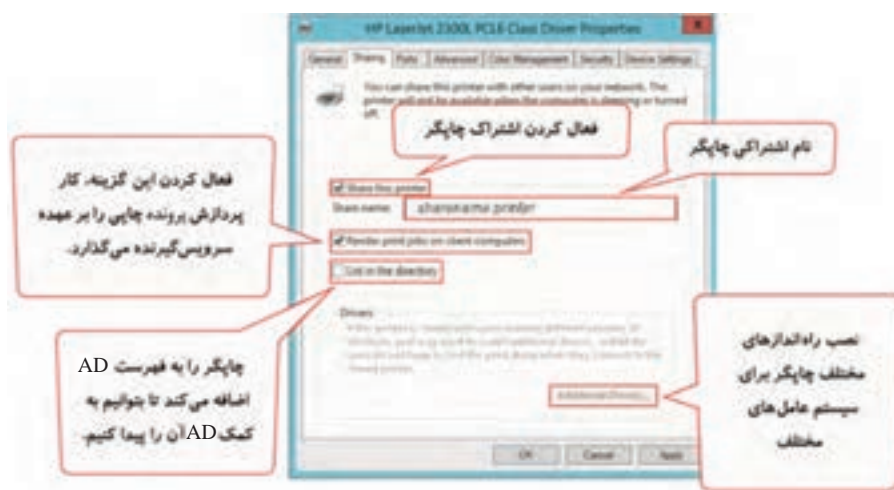 HP LaserJet 2300L PCL6 Class Driver Properties
General Sharing Ports Advanced Color Management Security Device Settings
You can share this printer with other users on your network. The
printer will not be available when the computer is sleeping or turned
off.
فعال کردن اشتراک چاپگر
نام اشتراکی چاپگر
Share this printer
Share name: sharename printer
فعال کردن این گزینه، کار
پردازش پرونده چاپی را بر عهده
سرویس‌گیرنده می‌گذارد.
Render print jobs on client computers
List in the directory
چاپگر را به فهرست AD
اضافه می‌کند تا بتوانیم به
کمک AD آن را پیدا کنیم.
Drivers
Additional Drivers...
نصب راه‌اندازهای
مختلف چاپگر برای
سیستم عامل‌های
مختلف
OK Cancel Apply